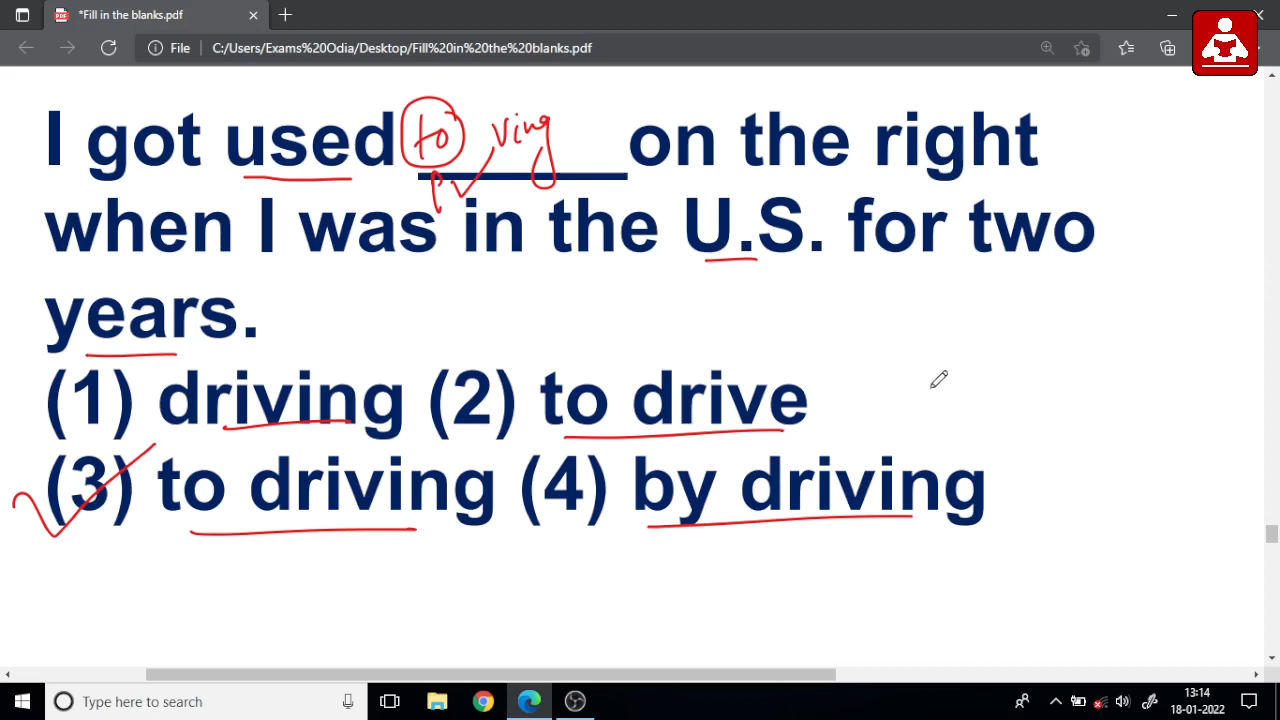 *Fill in the blanks.pdf
File C:/Users/Exams%20Odia/Desktop/Fill%20in%20the%20blanks.pdf
I got used to ving on the right
when I was in the U.S. for two
years.
(1) driving (2) to drive
(3) to driving (4) by driving
Type here to search
13:14
18-01-2022